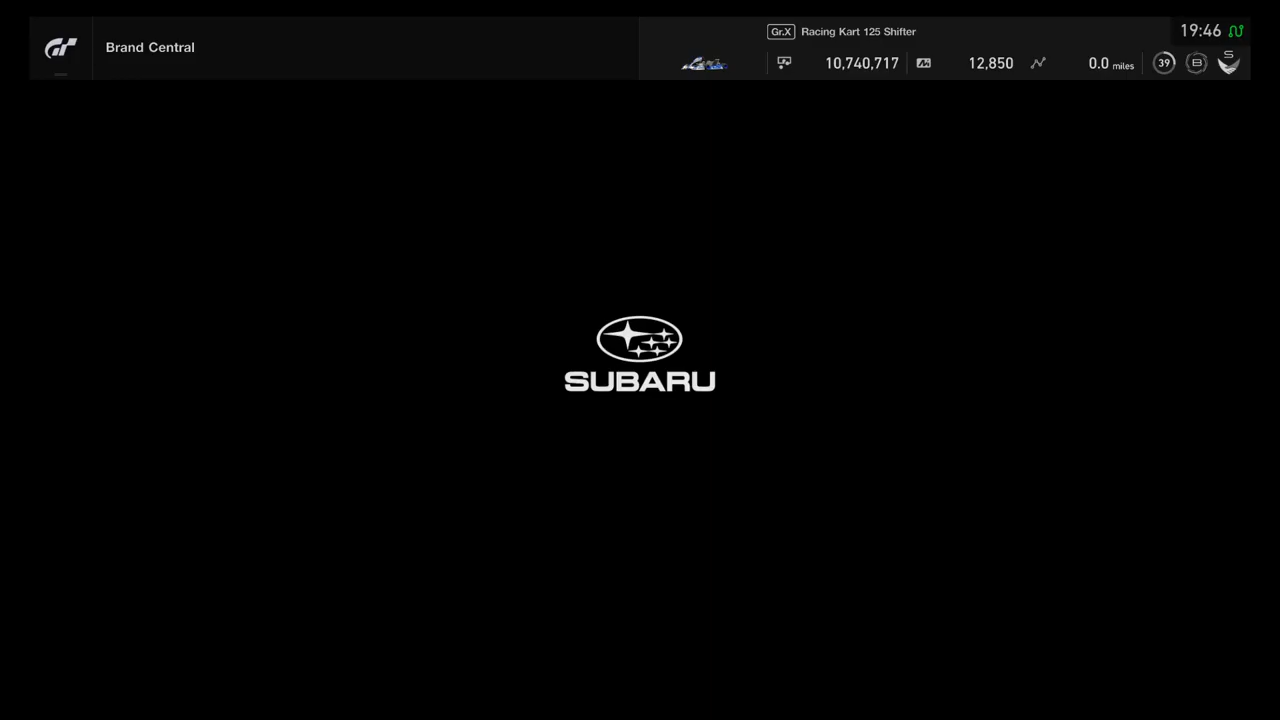 Brand Central
Gr.X Racing Kart 125 Shifter
19:46
10,740,717
12,850
0.0 miles
39
B
S
SUBARU